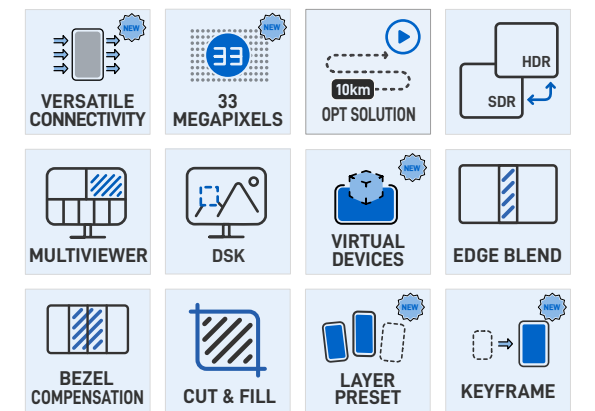 NEW
VERSATILE
CONNECTIVITY
NEW
33
33
MEGAPIXELS
10km
OPT SOLUTION
HDR
SDR
MULTIVIEWER
DSK
NEW
VIRTUAL
DEVICES
EDGE BLEND
BEZEL
COMPENSATION
CUT & FILL
NEW
LAYER
PRESET
NEW
KEYFRAME